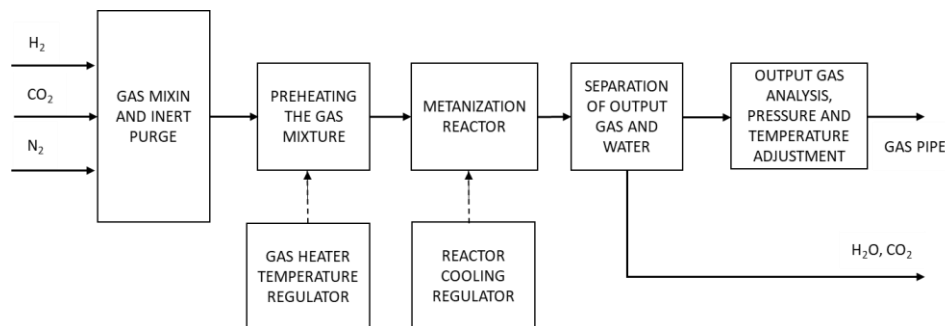 H₂
CO₂
N₂
GAS MIXIN
AND INERT
PURGE
PREHEATING
THE GAS
MIXTURE
METANIZATION
REACTOR
SEPARATION
OF OUTPUT
GAS AND
WATER
OUTPUT GAS
ANALYSIS,
PRESSURE AND
TEMPERATURE
ADJUSTMENT
GAS PIPE
GAS HEATER
TEMPERATURE
REGULATOR
REACTOR
COOLING
REGULATOR
H₂O, CO₂